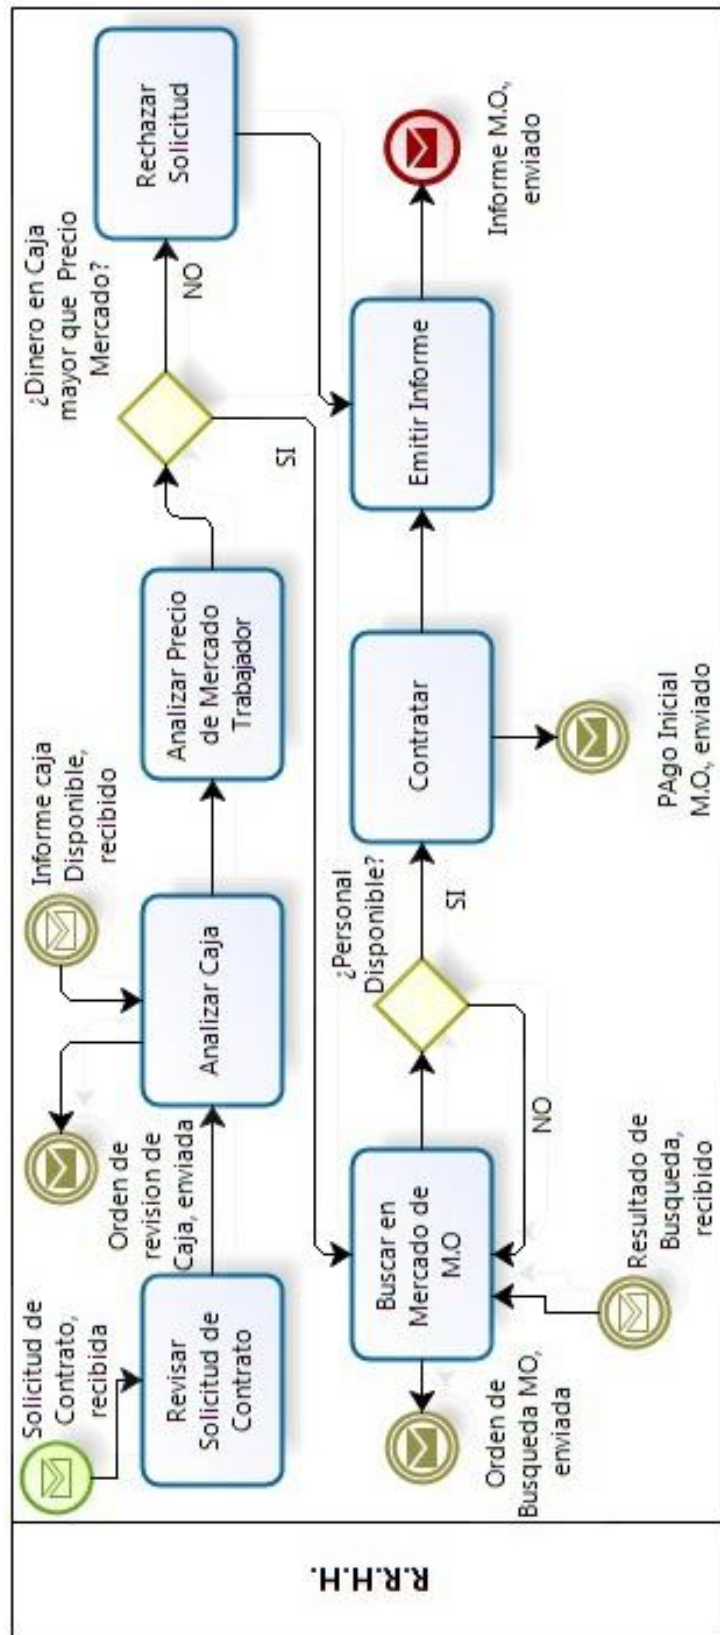 R.R.H.H.
Solicitud de
Contrato,
recibida
Revisar
Solicitud de
Contrato
Orden de
revision de
Caja, enviada
Analizar Caja
Informe caja
Disponible,
recibido
Analizar Precio
de Mercado
Trabajador
¿Dinero en Caja
mayor que Precio
Mercado?
NO
SI
Rechazar
Solicitud
Orden de
Busqueda MO,
enviada
Buscar en
Mercado de
M.O
Resultado de
Busqueda,
recibido
¿Personal
Disponible?
NO
SI
Contratar
PAgo Inicial
M.O., enviado
Emitir Informe
Informe M.O.,
enviado